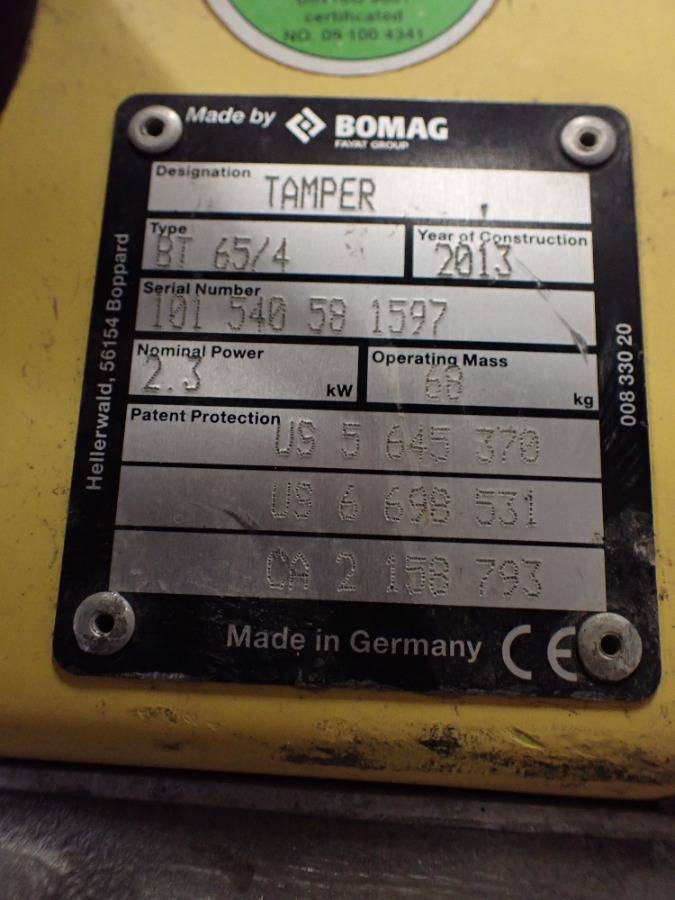 certificated
NO. 09 100 4341
Made by BOMAG
FAYAT GROUP
Designation
TAMPER
Type
BT 65/4
Year of Construction
2013
Serial Number
101 540 58 1597
Nominal Power
2.3 kW
Operating Mass
68 kg
Patent Protection
US 5 645 370
US 6 690 531
CA 2 150 793
Made in Germany CE
Hellerwald, 56154 Boppard
008 330 20